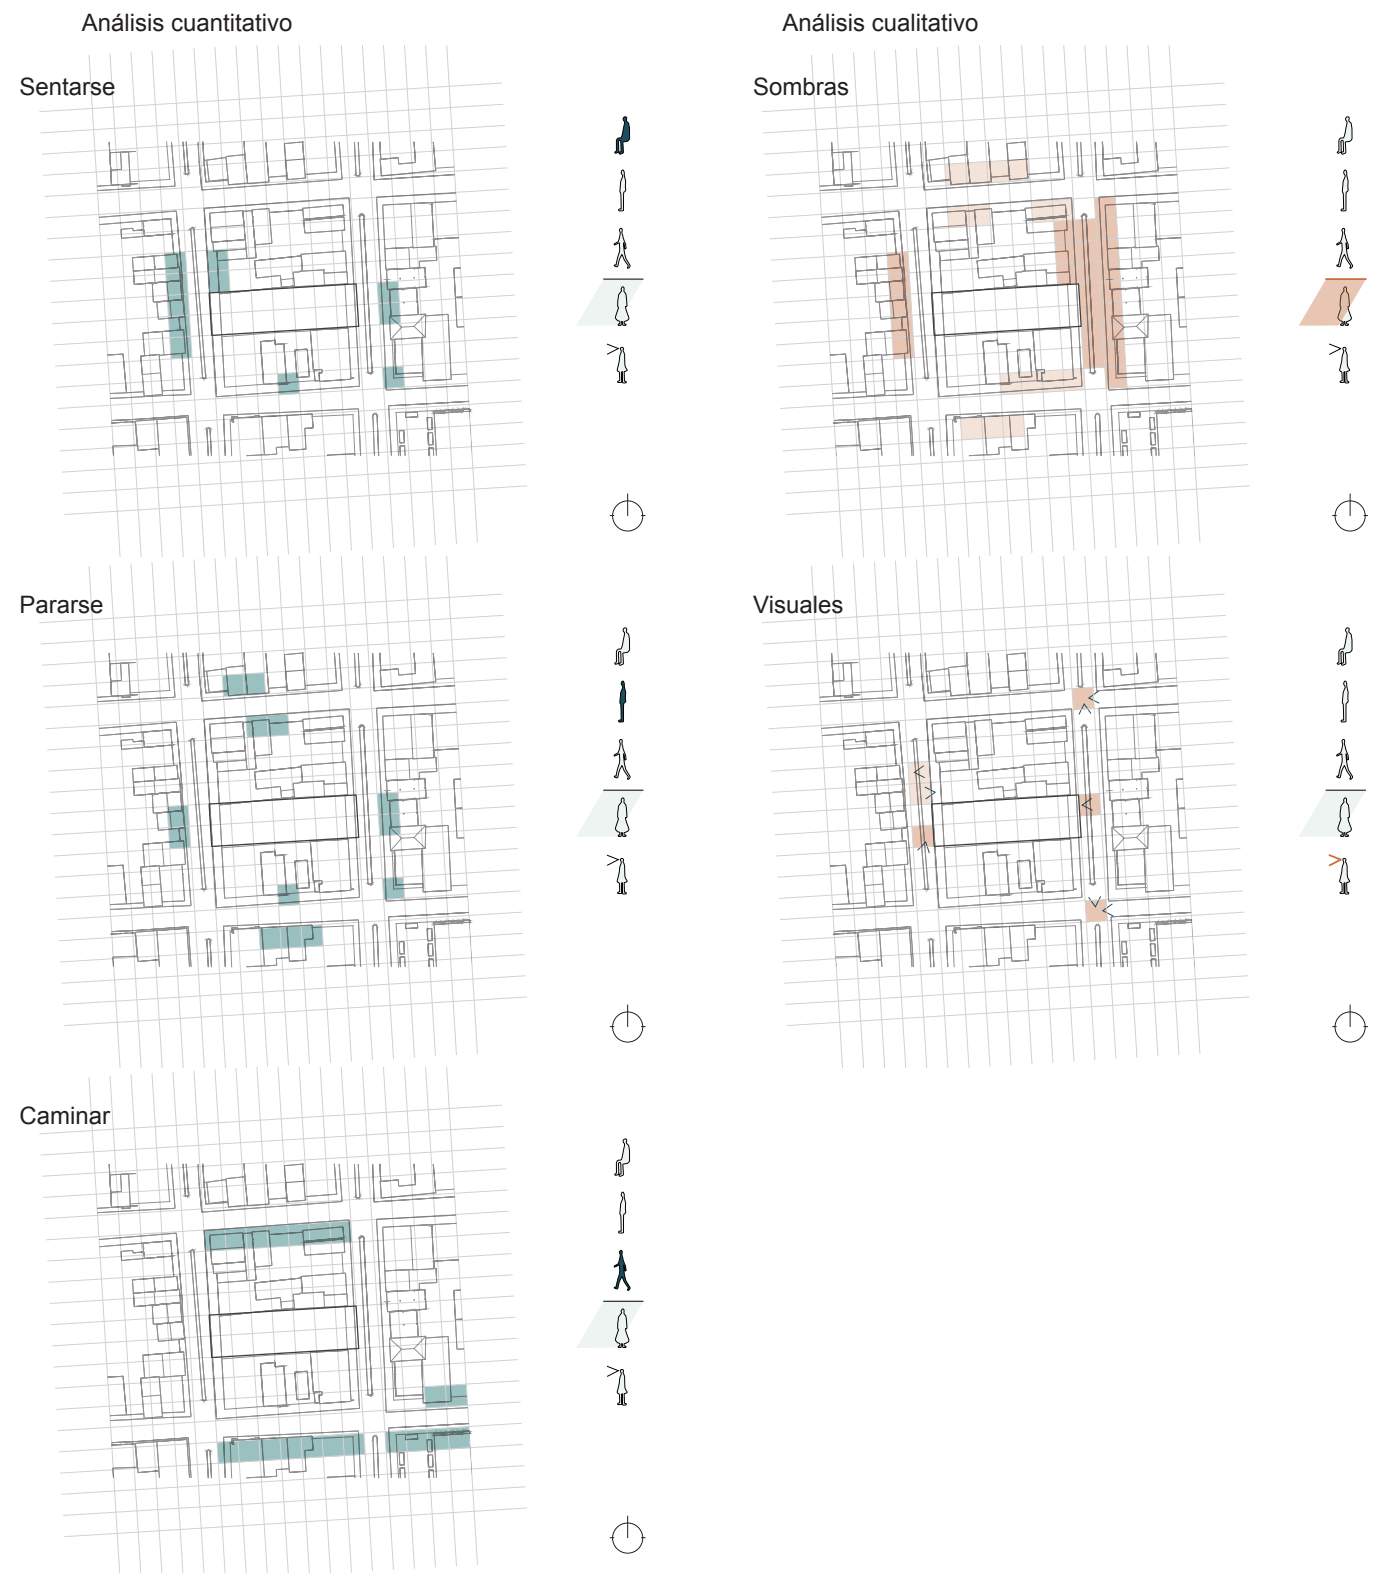 Análisis cuantitativo
Análisis cualitativo
Sentarse
Sombras
Pararse
Visuales
Caminar